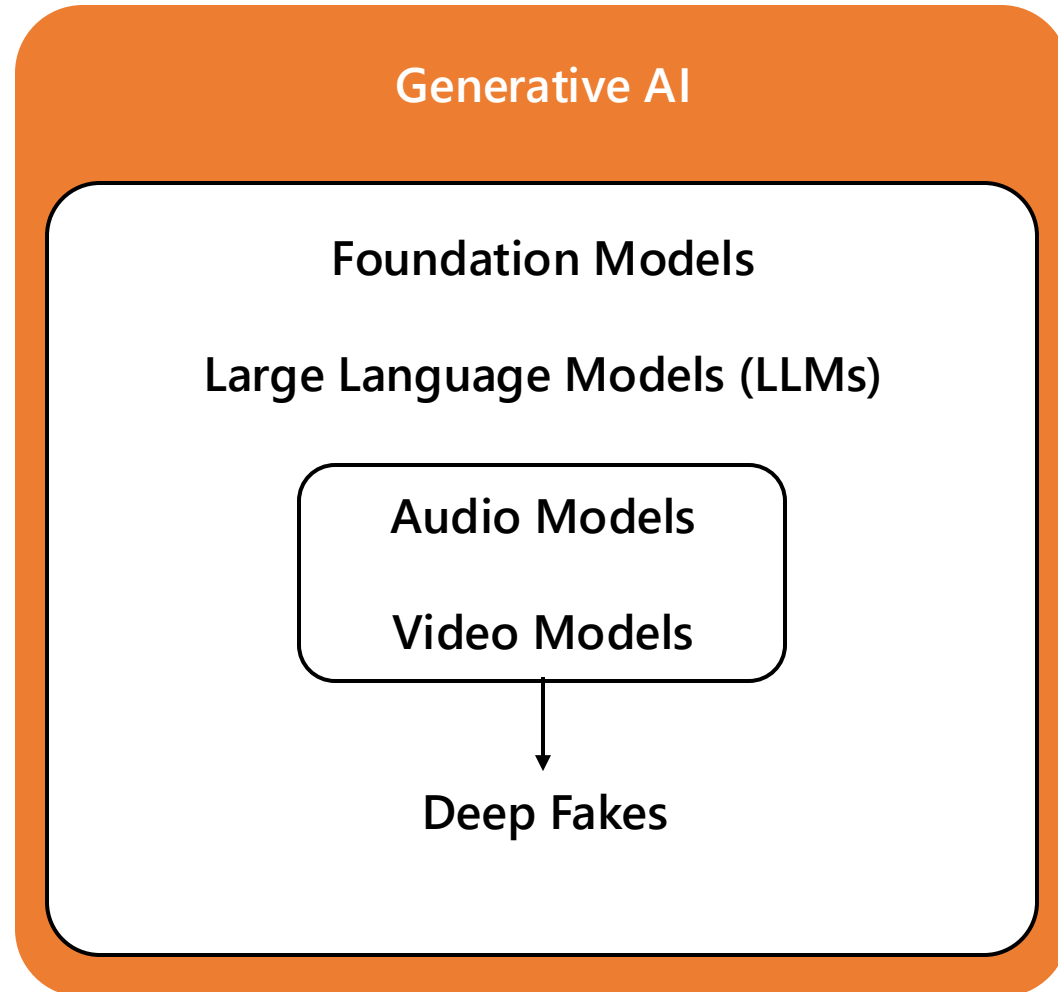 Generative AI
Foundation Models
Large Language Models (LLMs)
Audio Models
Video Models
Deep Fakes